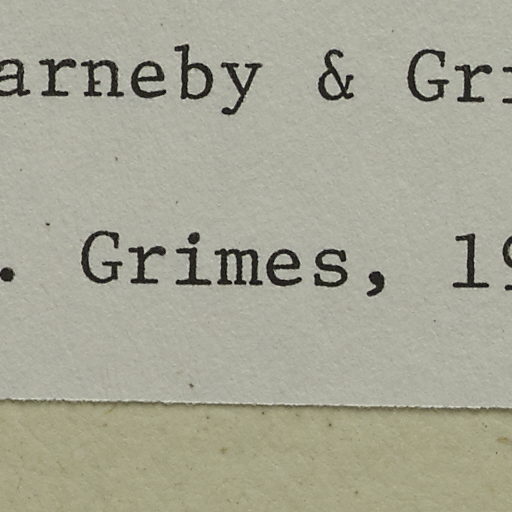 arneby & Gri
. Grimes, 19